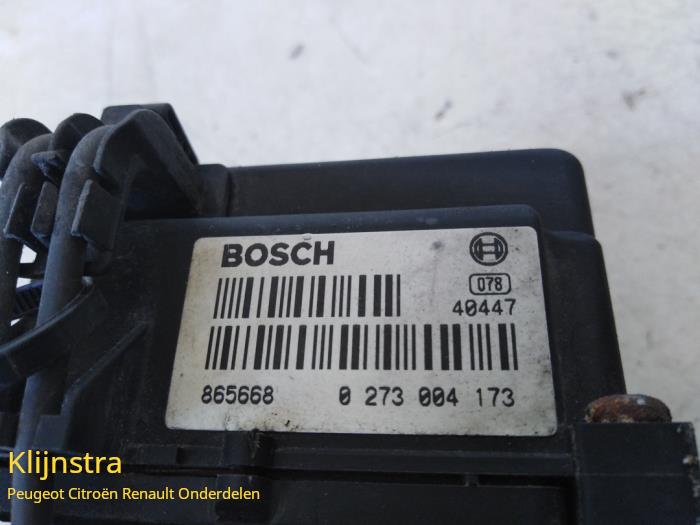 BOSCH
078
40447
865668 0 273 004 173
Klijnstra
Peugeot Citroën Renault Onderdelen